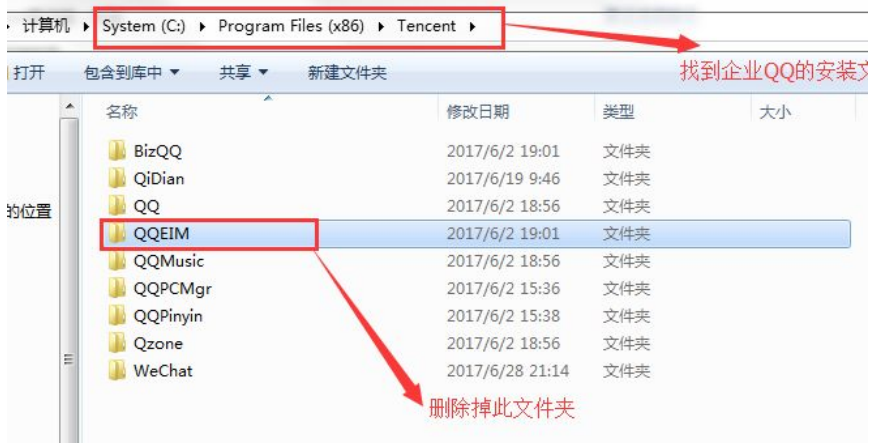 计算机 ▸ System (C:) ▸ Program Files (x86) ▸ Tencent ▸
找到企业QQ的安装文
打开 包含到库中 ▼ 共享 ▼ 新建文件夹
名称 修改日期 类型 大小
BizQQ 2017/6/2 19:01 文件夹
QiDian 2017/6/19 9:46 文件夹
QQ 2017/6/2 18:56 文件夹
的位置
QQEIM 2017/6/2 19:01 文件夹
QQMusic 2017/6/2 18:56 文件夹
QQPCMgr 2017/6/2 15:36 文件夹
QQPinyin 2017/6/2 15:38 文件夹
Qzone 2017/6/2 18:56 文件夹
WeChat 2017/6/28 21:14 文件夹
删除掉此文件夹